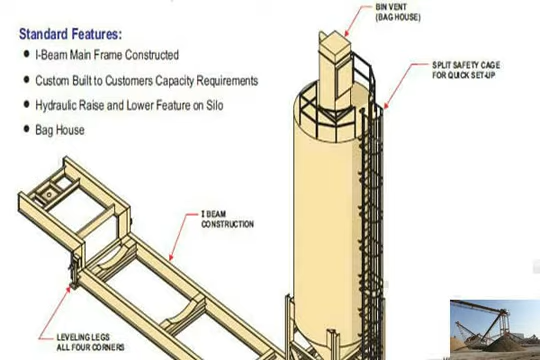 BIN VENT
(BAG HOUSE)
Standard Features:
I-Beam Main Frame Constructed
Custom Built to Customers Capacity Requirements
Hydraulic Raise and Lower Feature on Silo
Bag House
SPLIT SAFETY CAGE
FOR QUICK SET-UP
I BEAM
CONSTRUCTION
LEVELING LEGS
ALL FOUR CORNERS